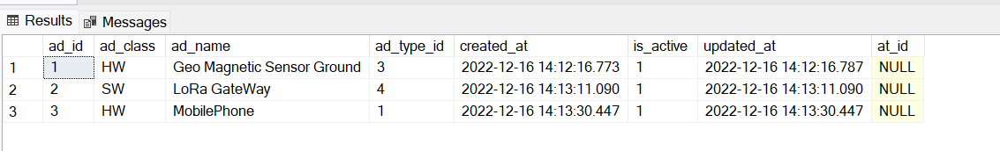 Results Messages
ad_id ad_class ad_name ad_type_id created_at is_active updated_at at_id
1 1 HW Geo Magnetic Sensor Ground 3 2022-12-16 14:12:16.773 1 2022-12-16 14:12:16.787 NULL
2 2 SW LoRa GateWay 4 2022-12-16 14:13:11.090 1 2022-12-16 14:13:11.090 NULL
3 3 HW MobilePhone 1 2022-12-16 14:13:30.447 1 2022-12-16 14:13:30.447 NULL